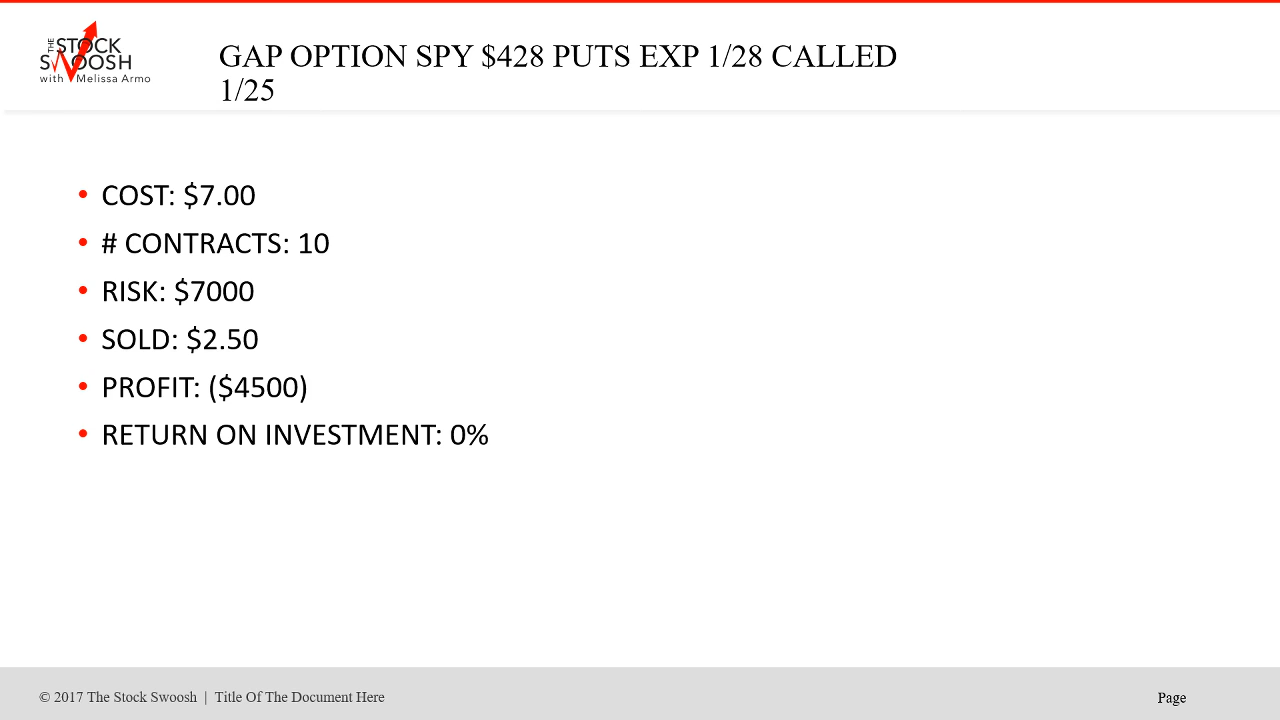 THE STOCK
SWOOSH
with Melissa Armo
GAP OPTION SPY $428 PUTS EXP 1/28 CALLED
1/25
• COST: $7.00
• # CONTRACTS: 10
• RISK: $7000
• SOLD: $2.50
• PROFIT: ($4500)
• RETURN ON INVESTMENT: 0%
© 2017 The Stock Swoosh | Title Of The Document Here
Page